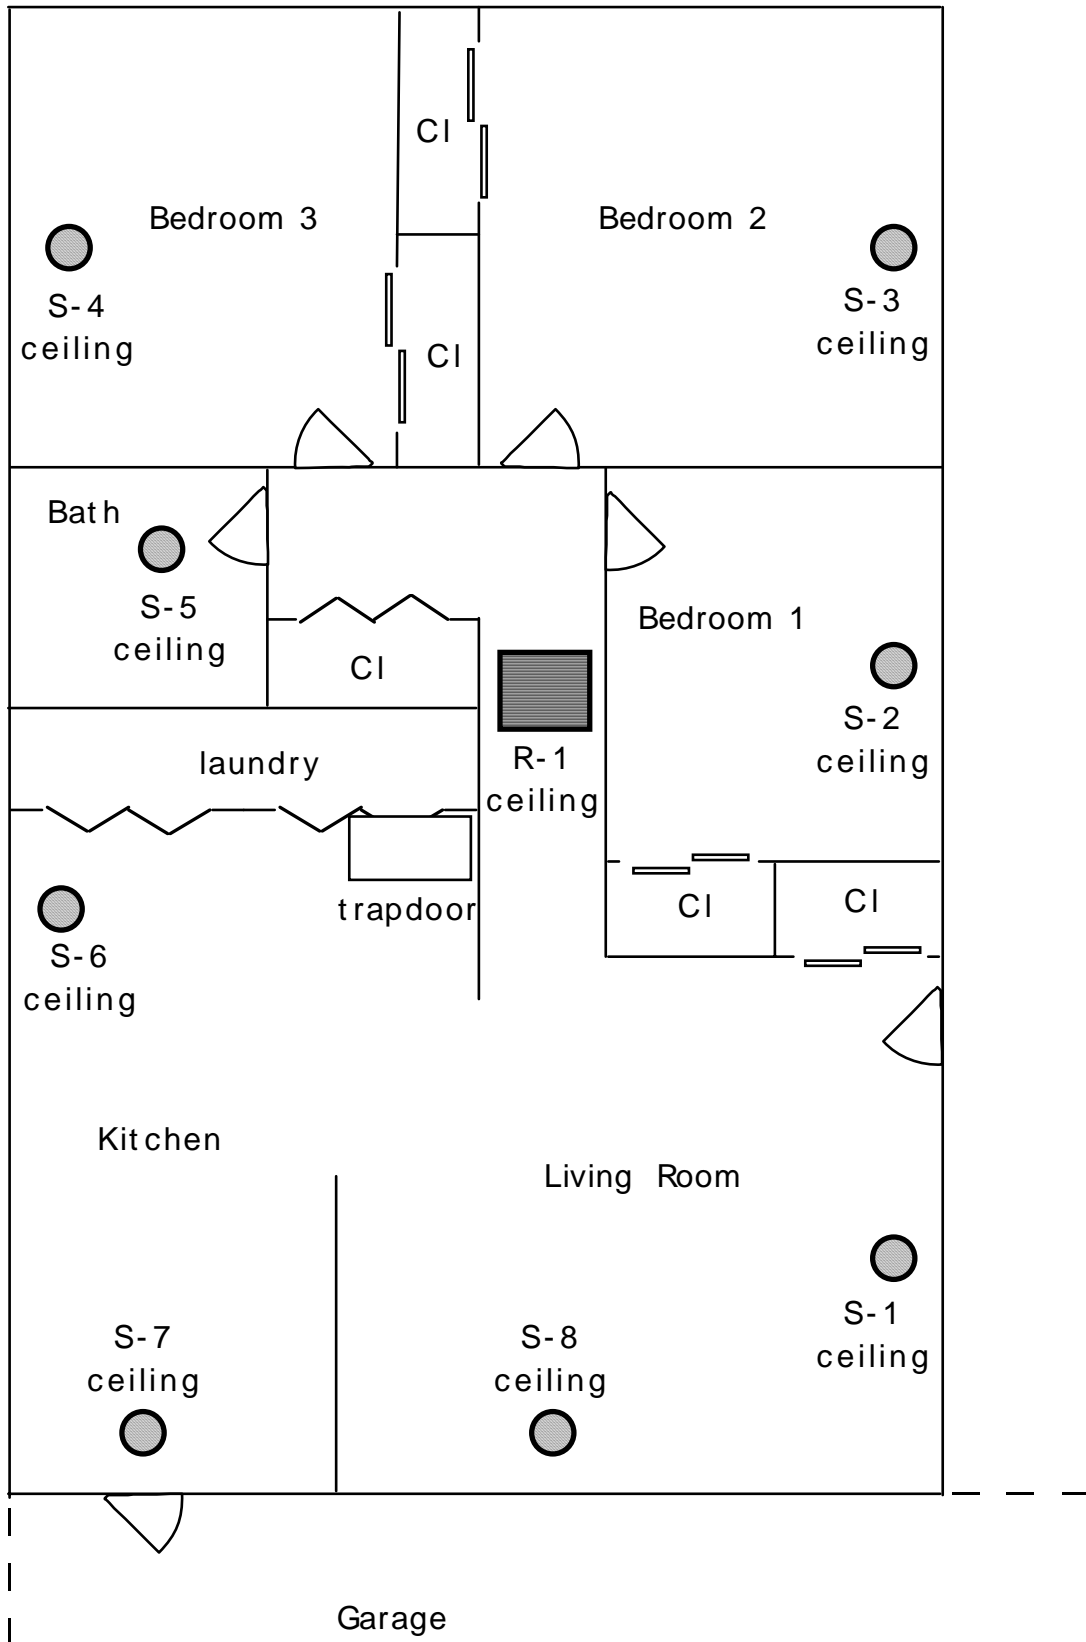 Cl
Bedroom 3
Bedroom 2
S-4
ceiling
S-3
ceiling
Cl
Bath
S-5
ceiling
Bedroom 1
Cl
S-2
ceiling
laundry
R-1
ceiling
trapdoor
Cl
Cl
S-6
ceiling
Kitchen
Living Room
S-1
ceiling
S-7
ceiling
S-8
ceiling
Garage